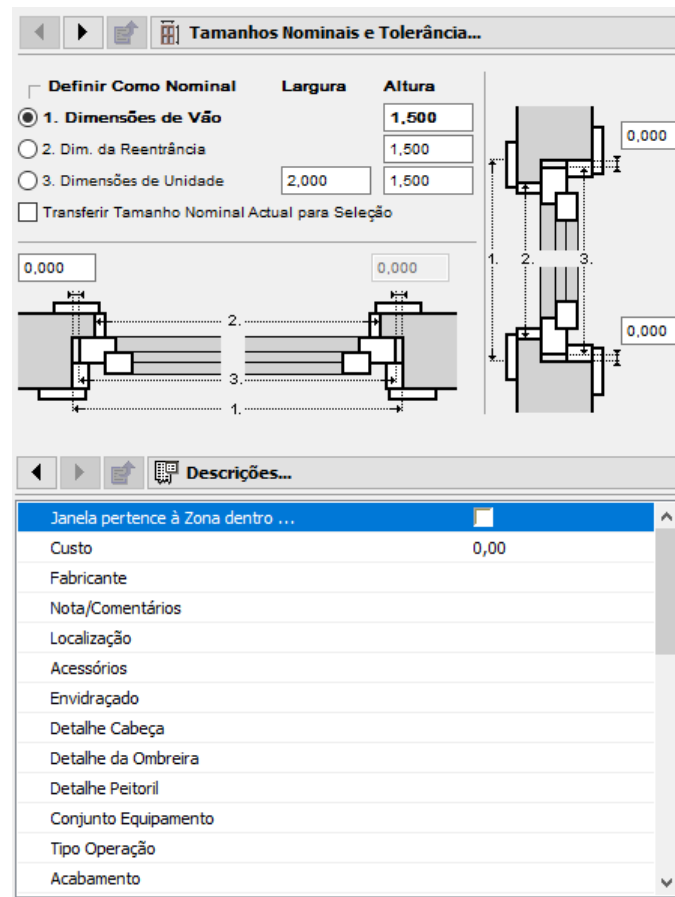 Tamanhos Nominais e Tolerância...
Definir Como Nominal Largura Altura
1. Dimensões de Vão 1,500
2. Dim. da Reentrância 1,500
3. Dimensões de Unidade 2,000 1,500
Transferir Tamanho Nominal Actual para Seleção
0,000 0,000
2.
3.
1.
0,000
1. 2. 3.
0,000
Descrições...
Janela pertence à Zona dentro ...
Custo 0,00
Fabricante
Nota/Comentários
Localização
Acessórios
Envidraçado
Detalhe Cabeça
Detalhe da Ombreira
Detalhe Peitoril
Conjunto Equipamento
Tipo Operação
Acabamento